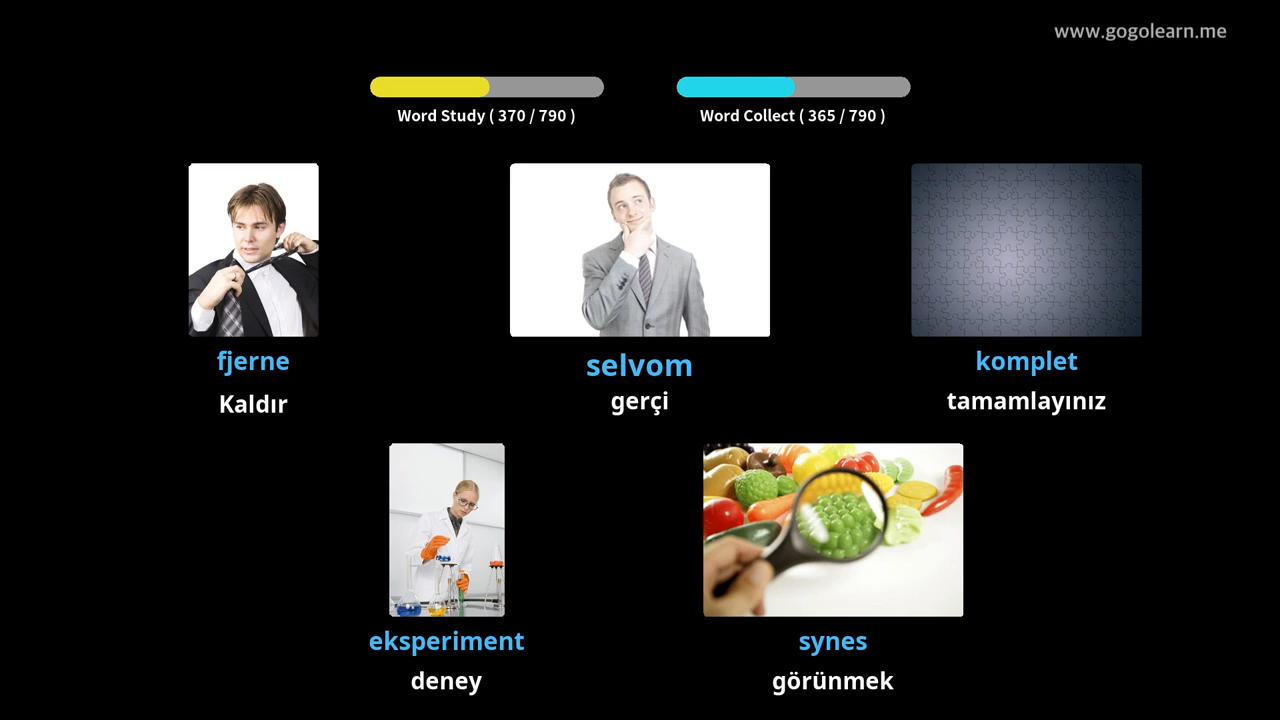 www.gogolearn.me
Word Study ( 370 / 790 )
Word Collect ( 365 / 790 )
fjerne
Kaldır
selvom
gerçi
komplet
tamamlayınız
eksperiment
deney
synes
görünmek